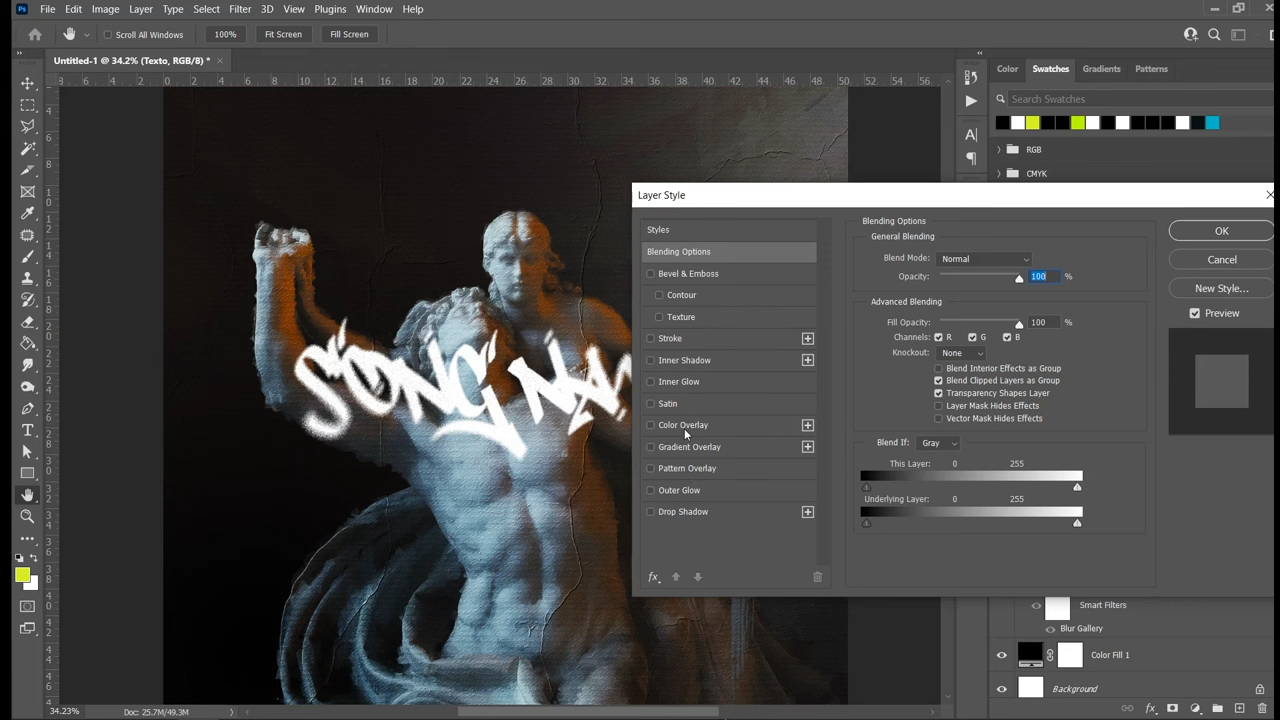 Ps File Edit Image Layer Type Select Filter 3D View Plugins Window Help
Scroll All Windows 100% Fit Screen Fill Screen
Untitled-1 @ 34.2% (Texto, RGB/8) * ×
Color Swatches Gradients Patterns
Search Swatches
RGB
CMYK
Layer Style
Styles
Blending Options
Bevel & Emboss
Contour
Texture
Stroke
Inner Shadow
Inner Glow
Satin
Color Overlay
Gradient Overlay
Pattern Overlay
Outer Glow
Drop Shadow
fx
Blending Options
General Blending
Blend Mode: Normal
Opacity: 100 %
Advanced Blending
Fill Opacity: 100 %
Channels: R G B
Knockout: None
Blend Interior Effects as Group
Blend Clipped Layers as Group
Transparency Shapes Layer
Layer Mask Hides Effects
Vector Mask Hides Effects
Blend If: Gray
This Layer: 0 255
Underlying Layer: 0 255
OK
Cancel
New Style...
Preview
SONG NA
Smart Filters
Blur Gallery
Color Fill 1
Background
34.23% Doc: 25.7M/49.3M
fx